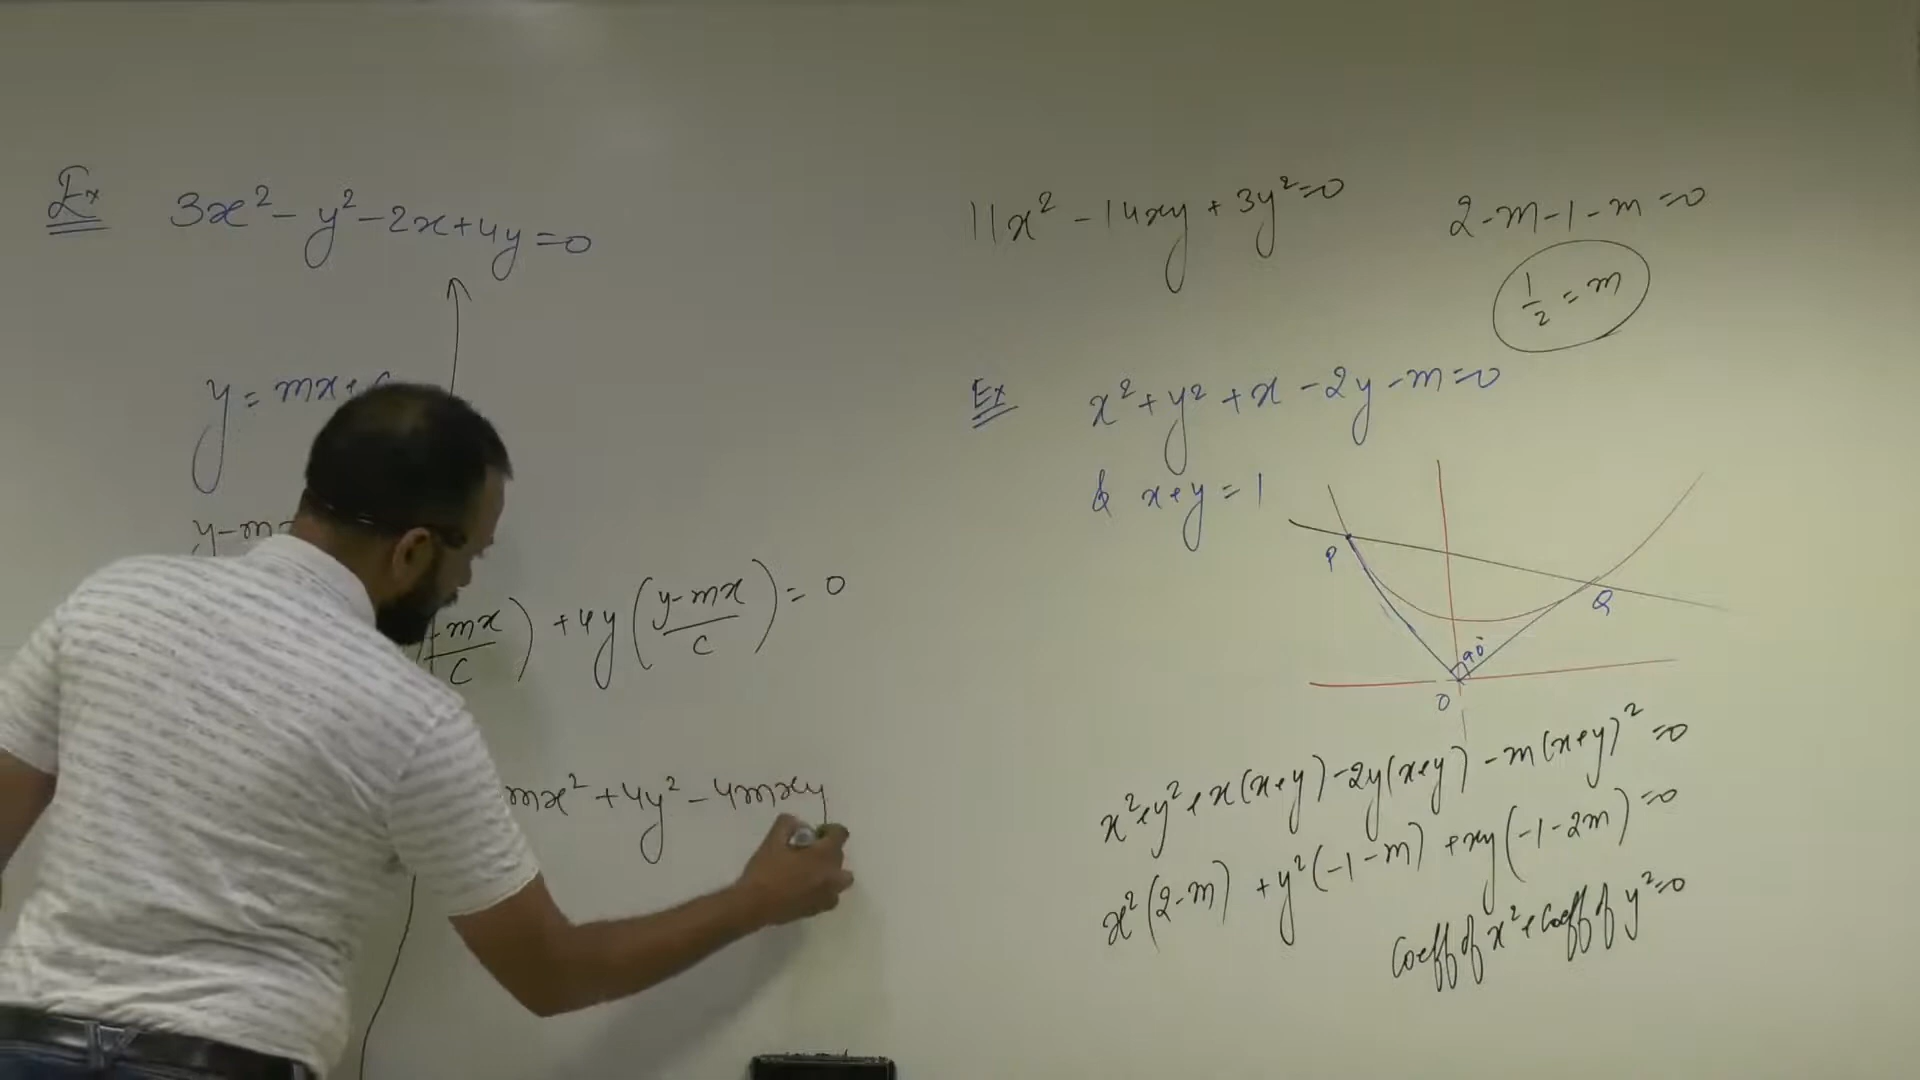 Ex 3x² - y² - 2x + 4y = 0
y = mx + c
y - m
- mx / c ) + 4y ( y - mx / c ) = 0
mx² + 4y² - 4mxy
11x² - 14xy + 3y² = 0
2 - m - 1 - m = 0
1/2 = m
Ex x² + y² + x - 2y - m = 0
& x + y = 1
P
Q
90°
O
x² + y² + x(x+y) - 2y(x+y) - m(x+y)² = 0
x²(2-m) + y²(-1-m) + xy(-1-2m) = 0
Coeff of x² + Coeff of y² = 0